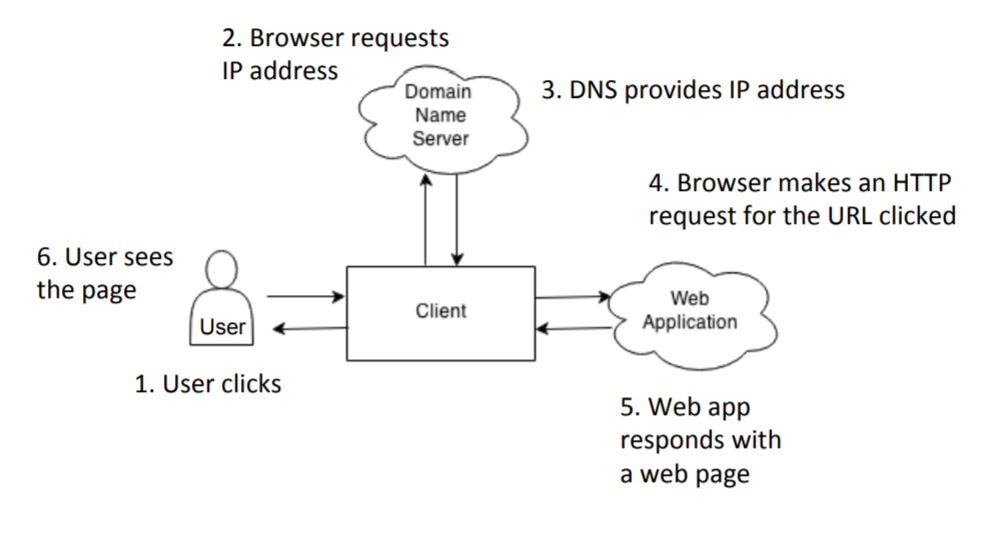 2. Browser requests
IP address
Domain
Name
Server
3. DNS provides IP address
4. Browser makes an HTTP
request for the URL clicked
6. User sees
the page
User
Client
Web
Application
1. User clicks
5. Web app
responds with
a web page